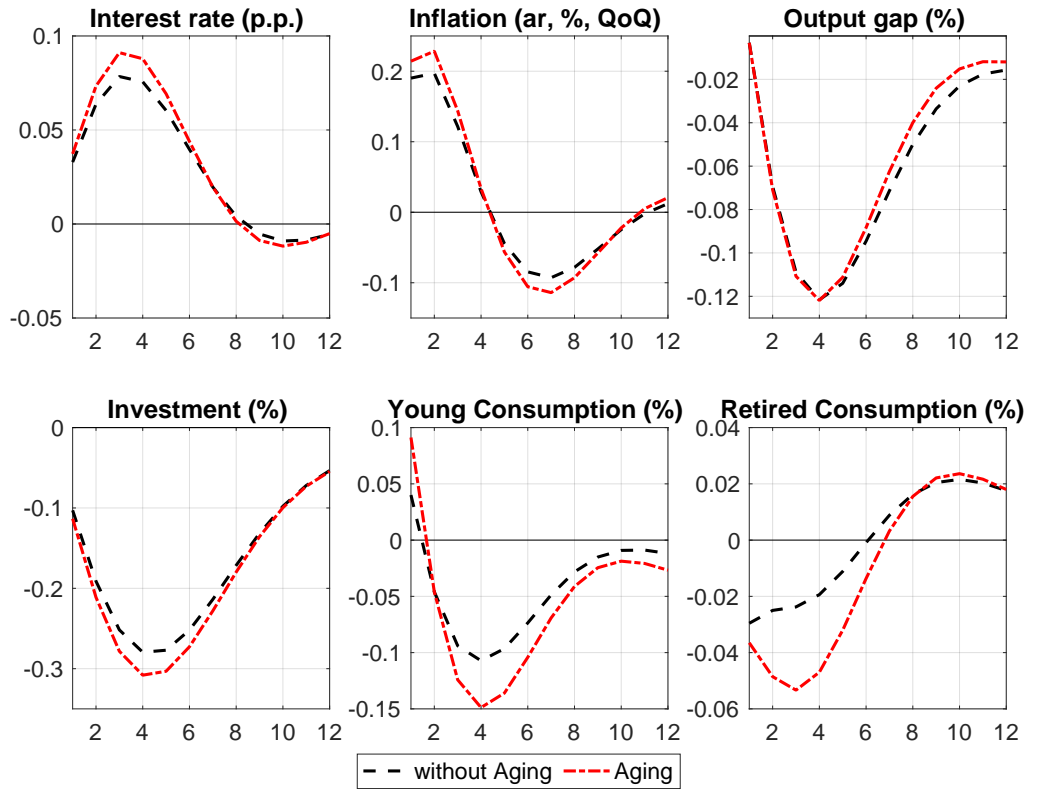 Interest rate (p.p.)
0.1
0.05
0
-0.05
2 4 6 8 10 12
Inflation (ar, %, QoQ)
0.2
0.1
0
-0.1
2 4 6 8 10 12
Output gap (%)
-0.02
-0.04
-0.06
-0.08
-0.1
-0.12
2 4 6 8 10 12
Investment (%)
0
-0.1
-0.2
-0.3
2 4 6 8 10 12
Young Consumption (%)
0.1
0.05
0
-0.05
-0.1
-0.15
2 4 6 8 10 12
Retired Consumption (%)
0.04
0.02
0
-0.02
-0.04
-0.06
2 4 6 8 10 12
without Aging Aging